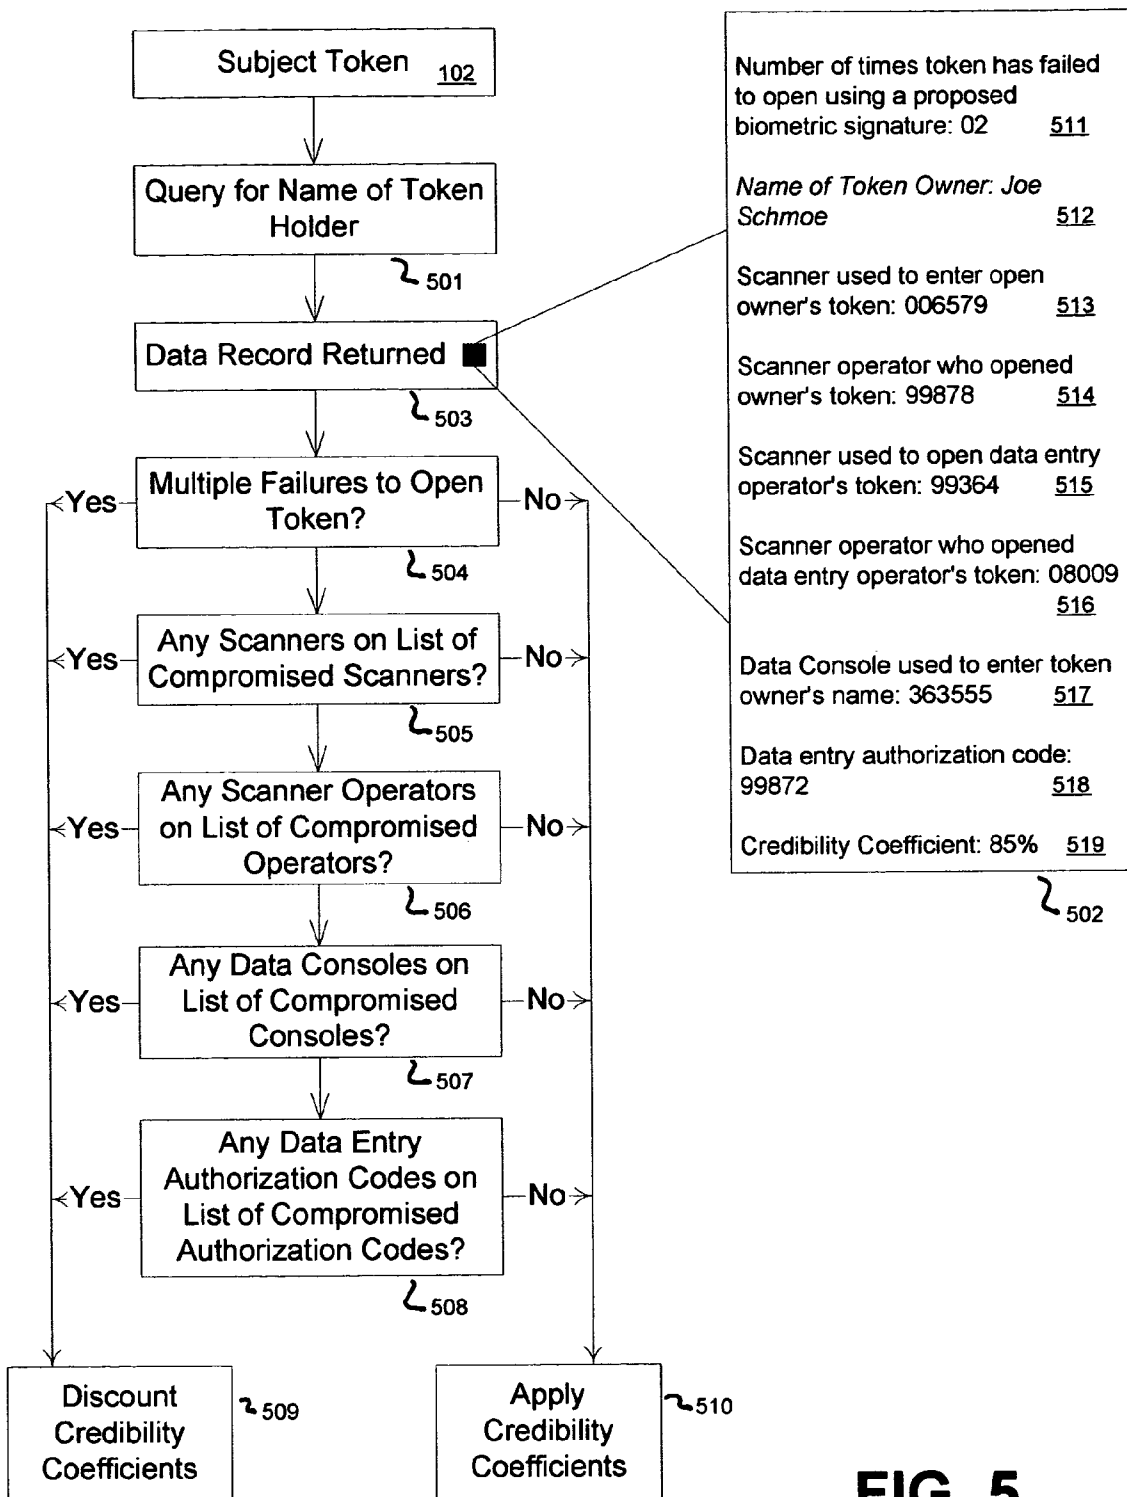 Subject Token 102
Query for Name of Token
Holder
501
Data Record Returned
503
Multiple Failures to Open
Token?
Yes
No
504
Any Scanners on List of
Compromised Scanners?
Yes
No
505
Any Scanner Operators
on List of Compromised
Operators?
Yes
No
506
Any Data Consoles on
List of Compromised
Consoles?
Yes
No
507
Any Data Entry
Authorization Codes on
List of Compromised
Authorization Codes?
Yes
No
508
Discount
Credibility
Coefficients
509
Apply
Credibility
Coefficients
510
Number of times token has failed
to open using a proposed
biometric signature: 02 511
Name of Token Owner: Joe
Schmoe 512
Scanner used to enter open
owner's token: 006579 513
Scanner operator who opened
owner's token: 99878 514
Scanner used to open data entry
operator's token: 99364 515
Scanner operator who opened
data entry operator's token: 08009
516
Data Console used to enter token
owner's name: 363555 517
Data entry authorization code:
99872 518
Credibility Coefficient: 85% 519
502
FIG. 5